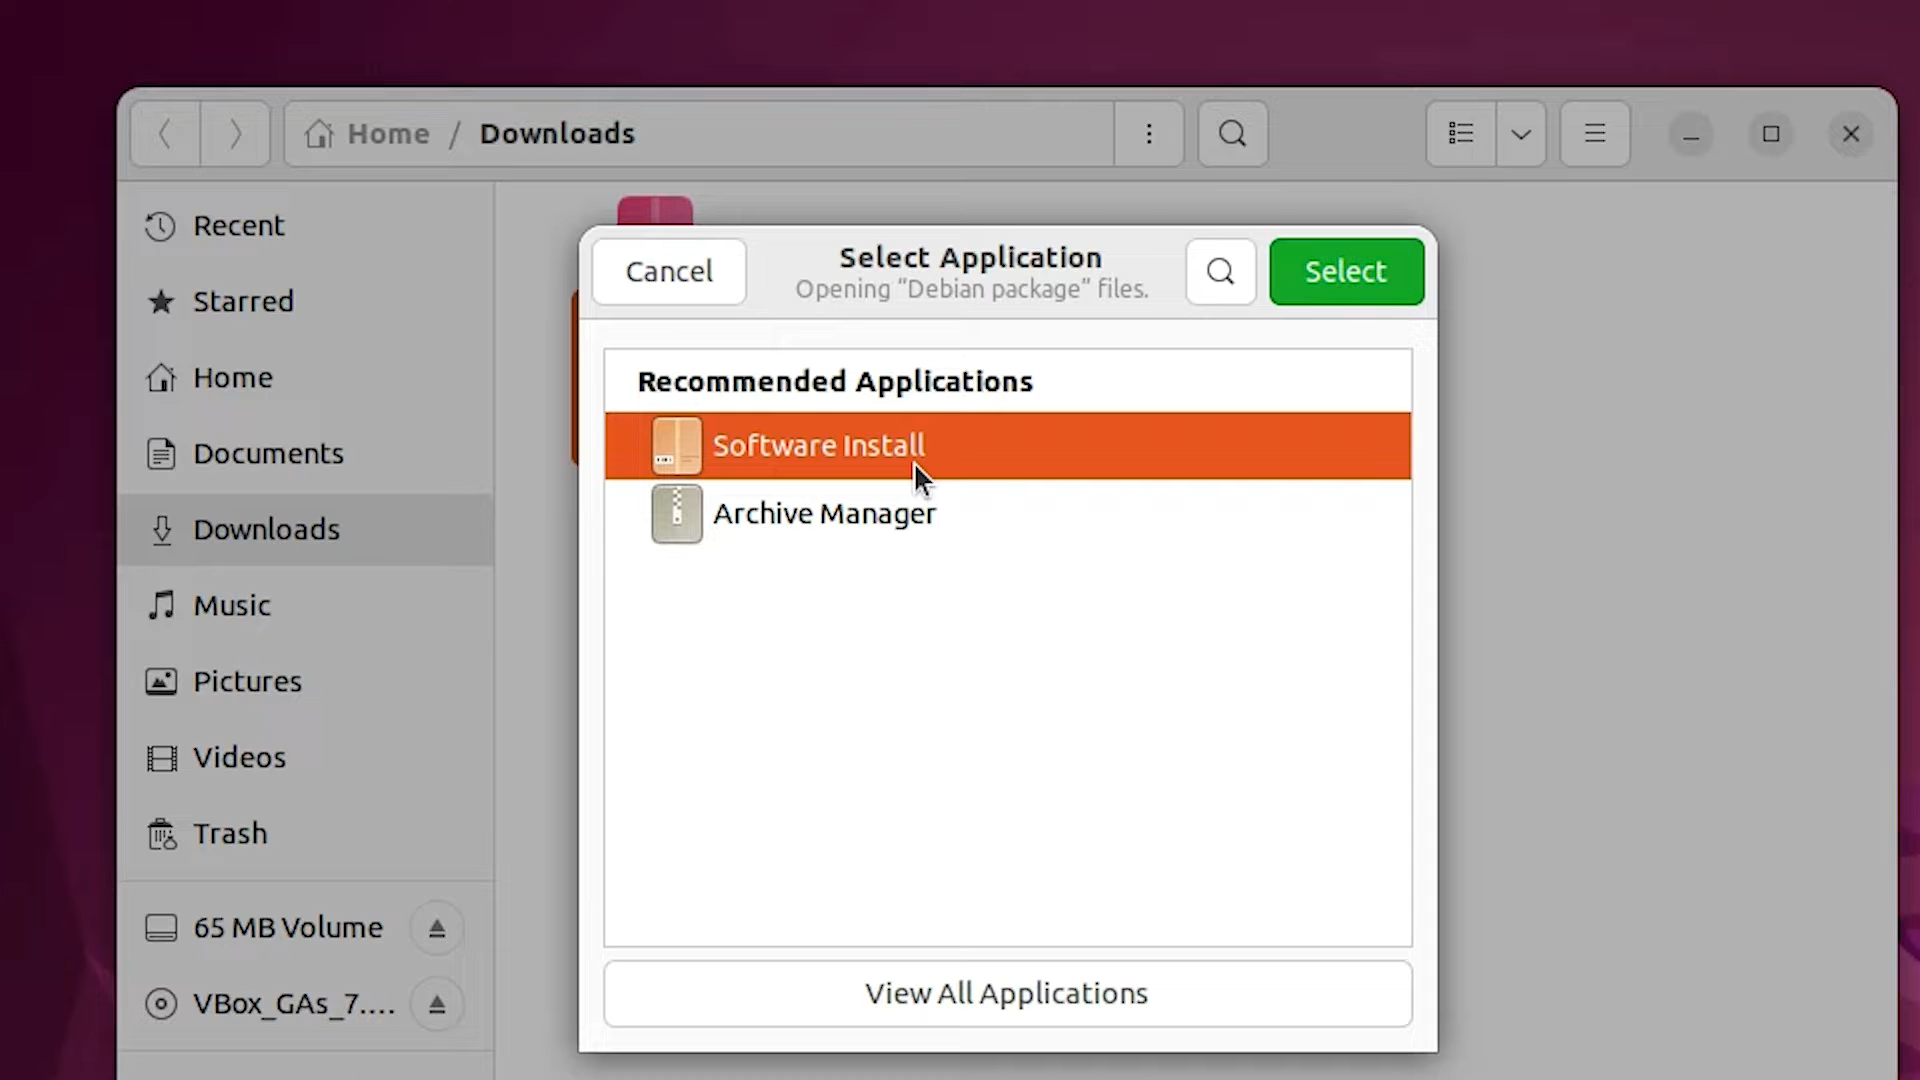 Home / Downloads
Recent
Starred
Home
Documents
Downloads
Music
Pictures
Videos
Trash
65 MB Volume
VBox_GAs_7....
Cancel
Select Application
Opening “Debian package” files.
Select
Recommended Applications
Software Install
Archive Manager
View All Applications